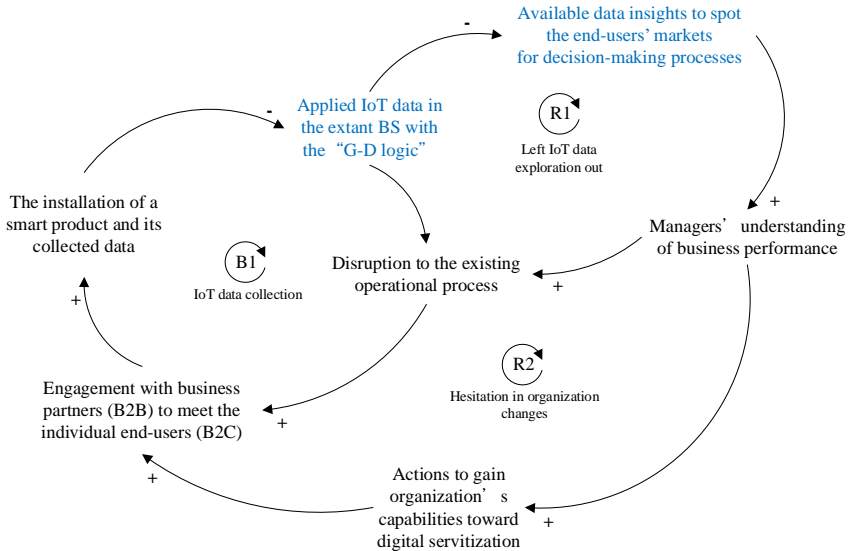 Available data insights to spot
the end-users’ markets
for decision-making processes
-
-
Applied IoT data in
the extant BS with
the “G-D logic”
R1
Left IoT data
exploration out
The installation of a
smart product and its
collected data
+
Managers’ understanding
of business performance
B1
IoT data collection
Disruption to the existing
operational process
+
+
R2
Hesitation in organization
changes
Engagement with business
partners (B2B) to meet the
individual end-users (B2C)
+
+
Actions to gain
organization’s
capabilities toward
digital servitization
+